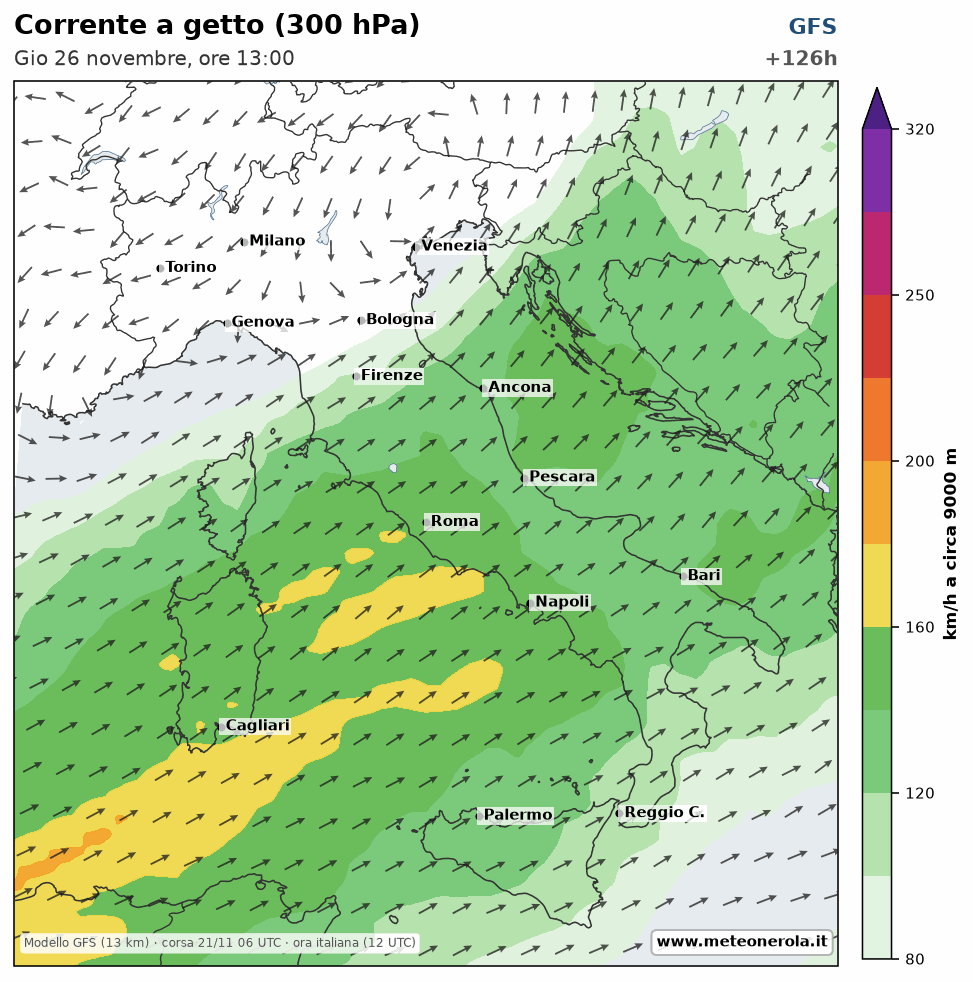 Corrente a getto (300 hPa)
GFS
Gio 26 novembre, ore 13:00
+126h
320
250
200
160
120
80
km/h a circa 9000 m
Milano
Venezia
Torino
Genova
Bologna
Firenze
Ancona
Pescara
Roma
Bari
Napoli
Cagliari
Palermo
Reggio C.
Modello GFS (13 km) · corsa 21/11 06 UTC · ora italiana (12 UTC)
www.meteonerola.it